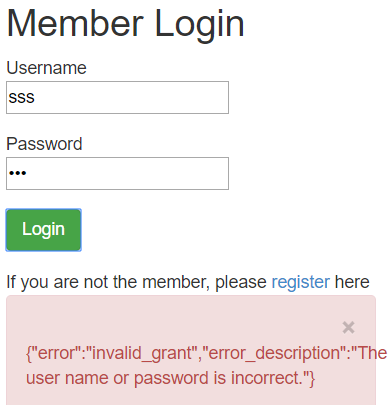 Member Login
Username
sss
Password
•••
Login
If you are not the member, please register here
×
{"error":"invalid_grant","error_description":"The
user name or password is incorrect."}